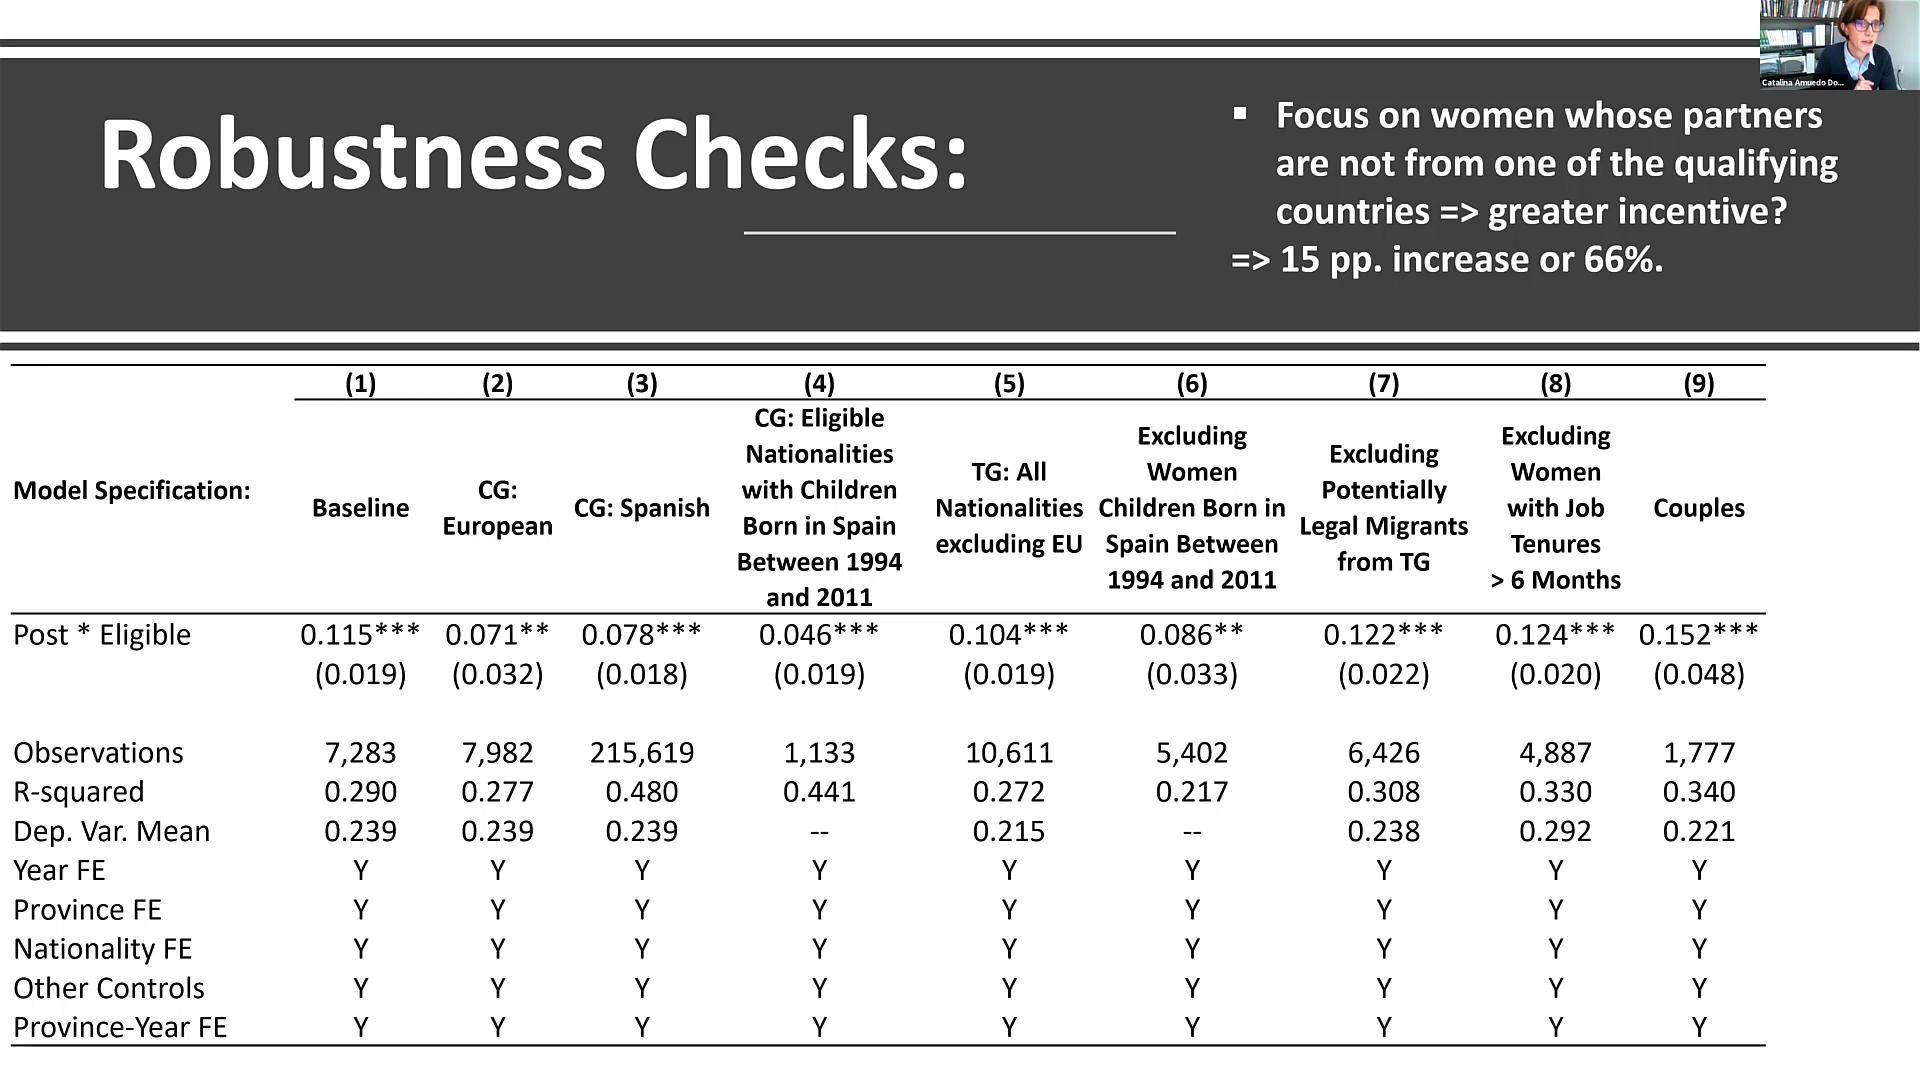 Catalina Amuedo Do...
Robustness Checks:
▪ Focus on women whose partners
are not from one of the qualifying
countries => greater incentive?
=> 15 pp. increase or 66%.
(1) (2) (3) (4) (5) (6) (7) (8) (9)
Model Specification:
Baseline
CG:
European
CG: Spanish
CG: Eligible
Nationalities
with Children
Born in Spain
Between 1994
and 2011
TG: All
Nationalities
excluding EU
Excluding
Women
Children Born in
Spain Between
1994 and 2011
Excluding
Potentially
Legal Migrants
from TG
Excluding
Women
with Job
Tenures
> 6 Months
Couples
Post * Eligible 0.115*** 0.071** 0.078*** 0.046*** 0.104*** 0.086** 0.122*** 0.124*** 0.152***
(0.019) (0.032) (0.018) (0.019) (0.019) (0.033) (0.022) (0.020) (0.048)
Observations 7,283 7,982 215,619 1,133 10,611 5,402 6,426 4,887 1,777
R-squared 0.290 0.277 0.480 0.441 0.272 0.217 0.308 0.330 0.340
Dep. Var. Mean 0.239 0.239 0.239 -- 0.215 -- 0.238 0.292 0.221
Year FE Y Y Y Y Y Y Y Y Y
Province FE Y Y Y Y Y Y Y Y Y
Nationality FE Y Y Y Y Y Y Y Y Y
Other Controls Y Y Y Y Y Y Y Y Y
Province-Year FE Y Y Y Y Y Y Y Y Y